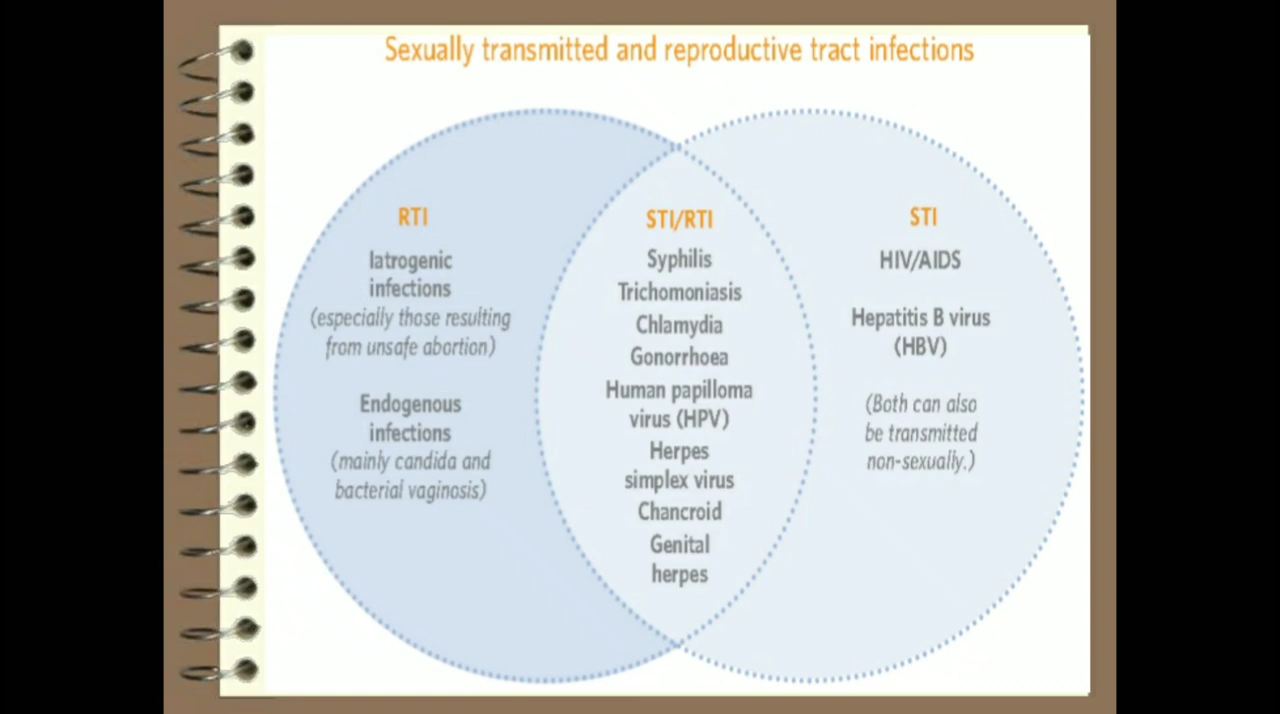 Sexually transmitted and reproductive tract infections
RTI
Iatrogenic
infections
(especially those resulting
from unsafe abortion)
Endogenous
infections
(mainly candida and
bacterial vaginosis)
STI/RTI
Syphilis
Trichomoniasis
Chlamydia
Gonorrhoea
Human papilloma
virus (HPV)
Herpes
simplex virus
Chancroid
Genital
herpes
STI
HIV/AIDS
Hepatitis B virus
(HBV)
(Both can also
be transmitted
non-sexually.)